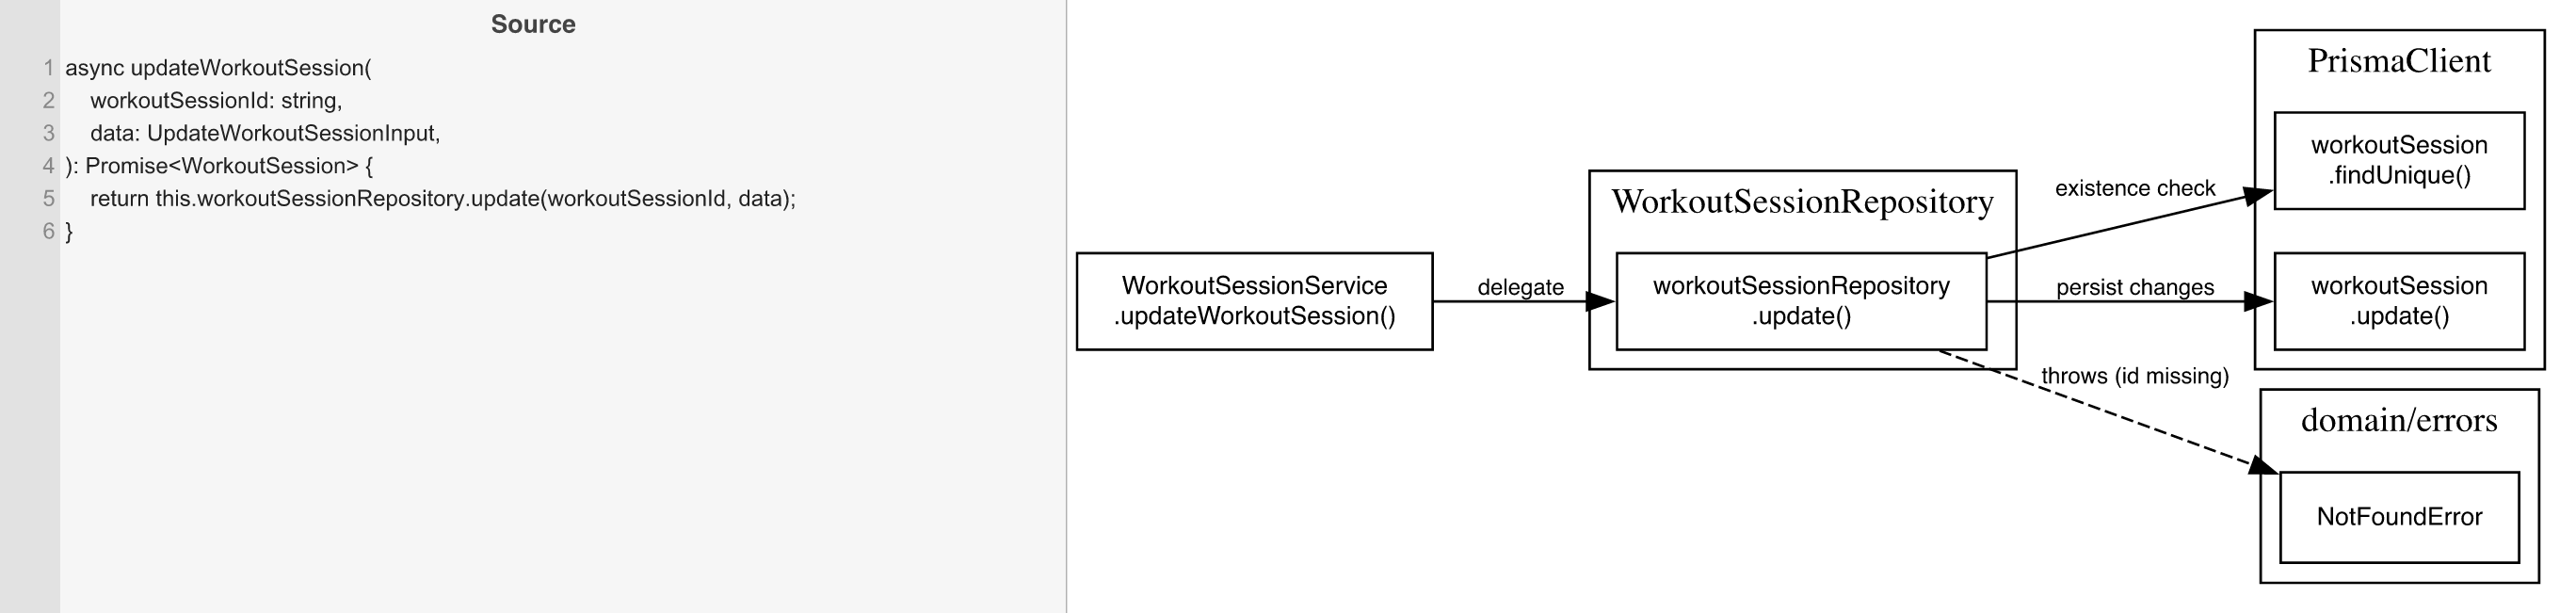 Source
1 async updateWorkoutSession(
2 workoutSessionId: string,
3 data: UpdateWorkoutSessionInput,
4 ): Promise<WorkoutSession> {
5 return this.workoutSessionRepository.update(workoutSessionId, data);
6 }
WorkoutSessionService
.updateWorkoutSession()
delegate
WorkoutSessionRepository
workoutSessionRepository
.update()
existence check
persist changes
throws (id missing)
PrismaClient
workoutSession
.findUnique()
workoutSession
.update()
domain/errors
NotFoundError